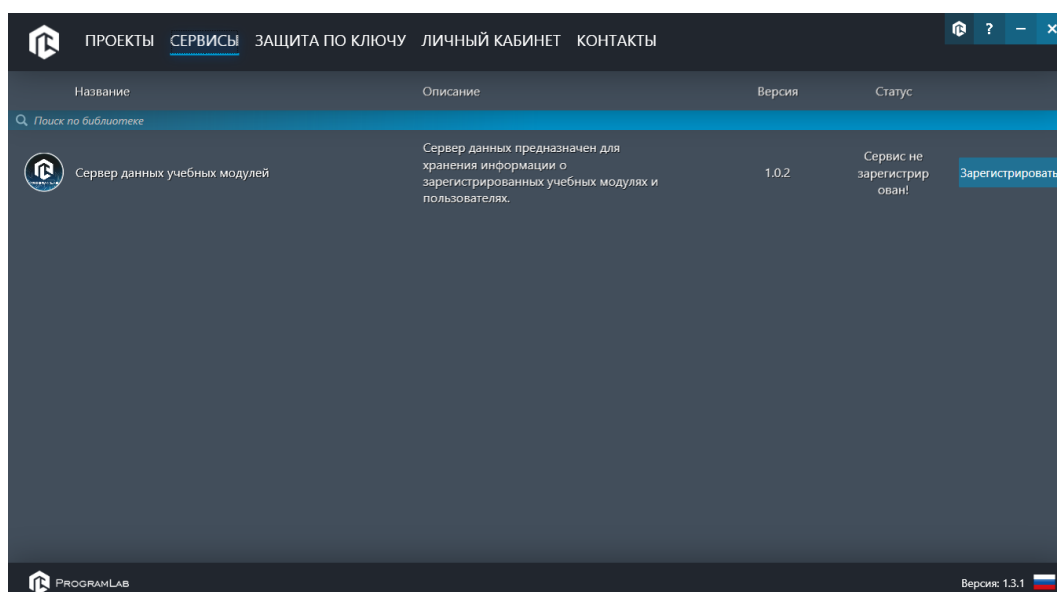 ПРОЕКТЫ СЕРВИСЫ ЗАЩИТА ПО КЛЮЧУ ЛИЧНЫЙ КАБИНЕТ КОНТАКТЫ ?
Название Описание Версия Статус
Поиск по библиотеке
Сервер данных предназначен для
хранения информации о
зарегистрированных учебных модулях и
пользователях.
Сервер данных учебных модулей
1.0.2
Сервис не
зарегистрир
ован!
Зарегистрировать
PROGRAMLAB Версия: 1.3.1